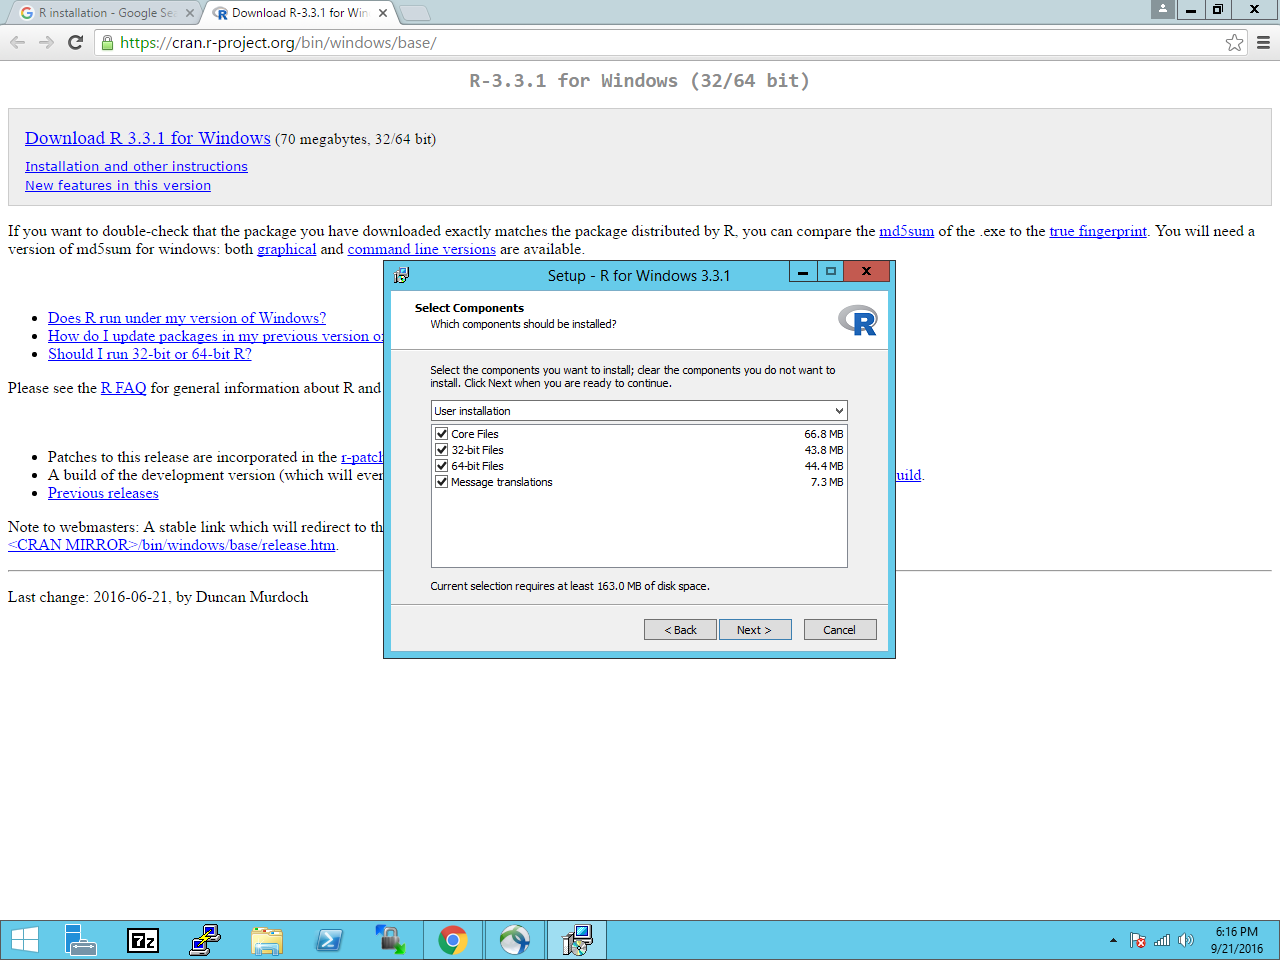 R installation - Google Se
Download R-3.3.1 for Win
https://cran.r-project.org/bin/windows/base/
R-3.3.1 for Windows (32/64 bit)
Download R 3.3.1 for Windows (70 megabytes, 32/64 bit)
Installation and other instructions
New features in this version
If you want to double-check that the package you have downloaded exactly matches the package distributed by R, you can compare the md5sum of the .exe to the true fingerprint. You will need a
version of md5sum for windows: both graphical and command line versions are available.
Does R run under my version of Windows?
How do I update packages in my previous version of
Should I run 32-bit or 64-bit R?
Please see the R FAQ for general information about R and
Patches to this release are incorporated in the r-patch
A build of the development version (which will ever
uild.
Previous releases
Note to webmasters: A stable link which will redirect to th
<CRAN MIRROR>/bin/windows/base/release.htm.
Last change: 2016-06-21, by Duncan Murdoch
Setup - R for Windows 3.3.1
Select Components
Which components should be installed?
R
Select the components you want to install; clear the components you do not want to
install. Click Next when you are ready to continue.
User installation
Core Files 66.8 MB
32-bit Files 43.8 MB
64-bit Files 44.4 MB
Message translations 7.3 MB
Current selection requires at least 163.0 MB of disk space.
< Back Next > Cancel
7z
6:16 PM
9/21/2016